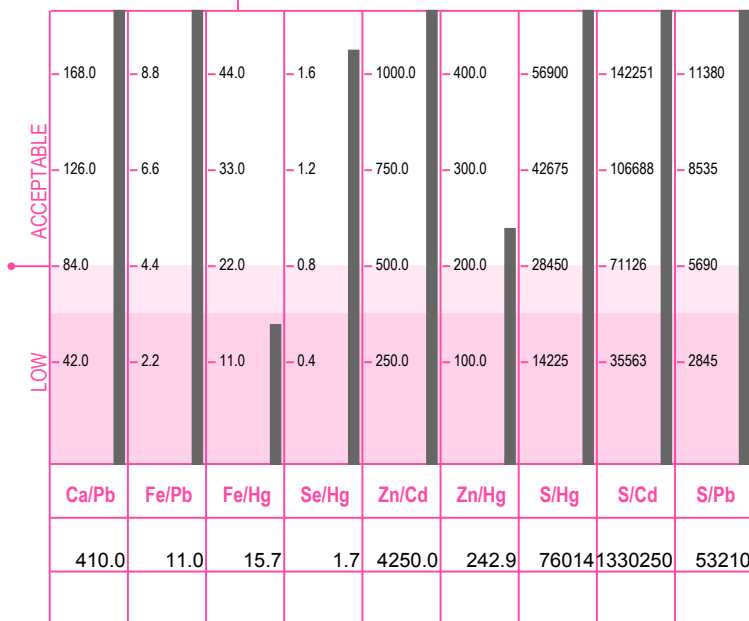 168.0 8.8 44.0 1.6 1000.0 400.0 56900 142251 11380
ACCEPTABLE
126.0 6.6 33.0 1.2 750.0 300.0 42675 106688 8535
84.0 4.4 22.0 0.8 500.0 200.0 28450 71126 5690
LOW
42.0 2.2 11.0 0.4 250.0 100.0 14225 35563 2845
Ca/Pb Fe/Pb Fe/Hg Se/Hg Zn/Cd Zn/Hg S/Hg S/Cd S/Pb
410.0 11.0 15.7 1.7 4250.0 242.9 76014 1330250 53210